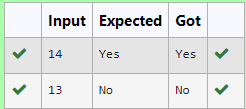 Input Expected Got
14 Yes Yes
13 No No